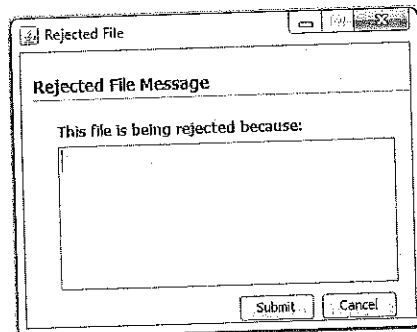 Rejected File
Rejected File Message
This file is being rejected because:
Submit
Cancel